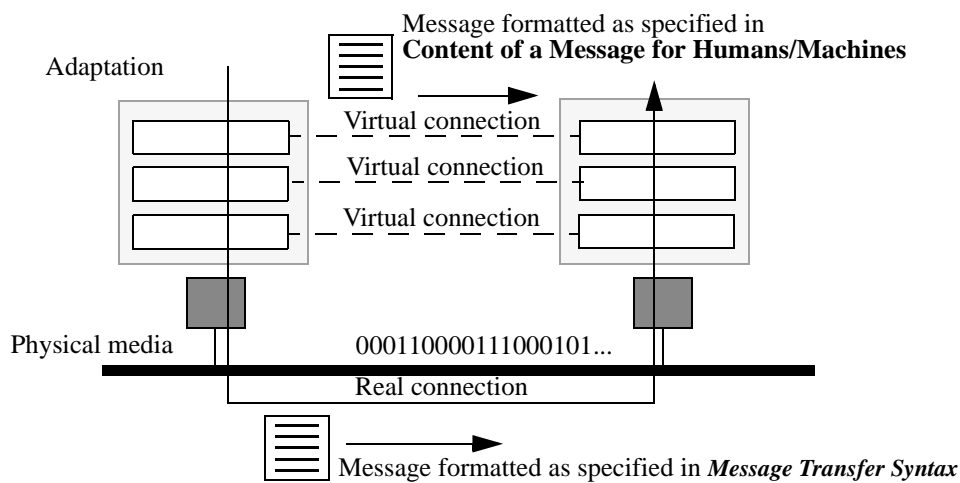 Message formatted as specified in
Content of a Message for Humans/Machines
Adaptation
Virtual connection
Virtual connection
Virtual connection
Physical media
000110000111000101...
Real connection
Message formatted as specified in Message Transfer Syntax